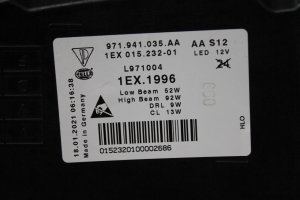 971.941.035.AA AA S12
1EX 015.232-01 LED 12V
L971004
1EX.1996
Low Beam 52W
High Beam 92W
DRL 9W
CL 13W
0152320100002686
18.01.2021 06:16:38
Made in Germany
HLO